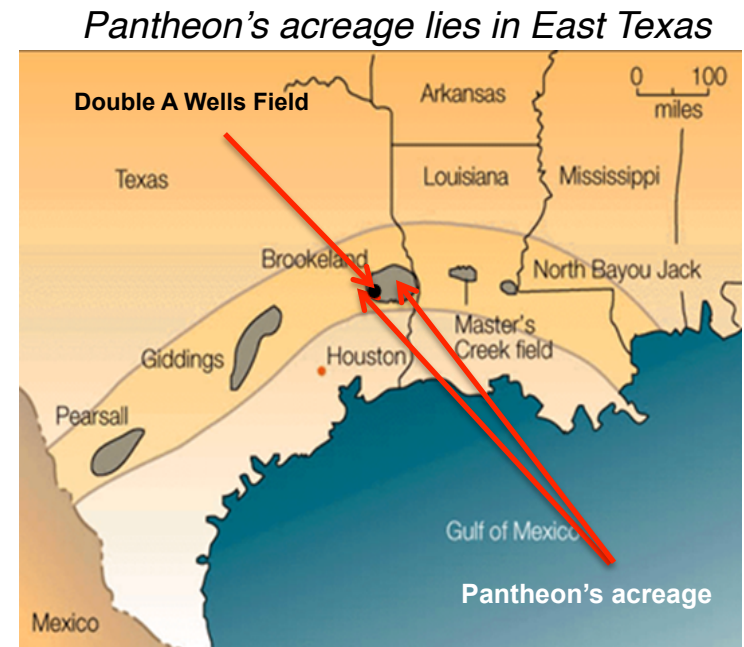 Pantheon's acreage lies in East Texas
Double A Wells Field
Arkansas
0 100
miles
Texas
Louisiana
Mississippi
Brookeland
North Bayou Jack
Giddings
Houston
Master's
Creek field
Pearsall
Gulf of Mexico
Pantheon's acreage
Mexico